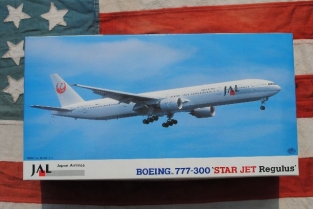 JAL
JAL Japan Airlines
BOEING 777-300 'STAR JET Regulus'